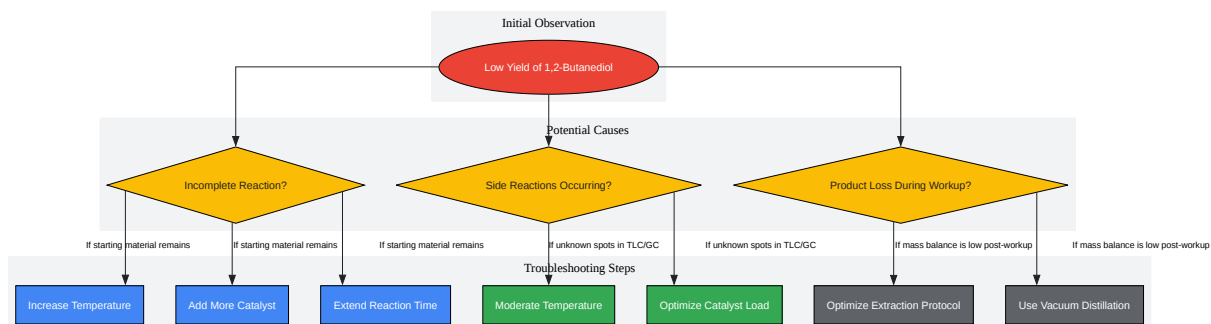 Initial Observation
Low Yield of 1,2-Butanediol
Potential Causes
Incomplete Reaction?
Side Reactions Occurring?
Product Loss During Workup?
If starting material remains
If starting material remains
If starting material remains
If unknown spots in TLC/GC
If unknown spots in TLC/GC
If mass balance is low post-workup
If mass balance is low post-workup
Troubleshooting Steps
Increase Temperature
Add More Catalyst
Extend Reaction Time
Moderate Temperature
Optimize Catalyst Load
Optimize Extraction Protocol
Use Vacuum Distillation